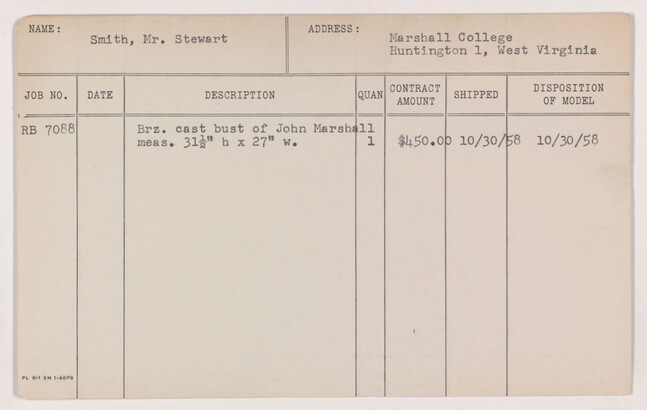 NAME: Smith, Mr. Stewart ADDRESS: Marshall College
Huntington 1, West Virginia
JOB NO. DATE DESCRIPTION QUAN CONTRACT AMOUNT SHIPPED DISPOSITION OF MODEL
RB 7088 Brz. cast bust of John Marshall
meas. 31½" h x 27" w. 1 $450.00 10/30/58 10/30/58